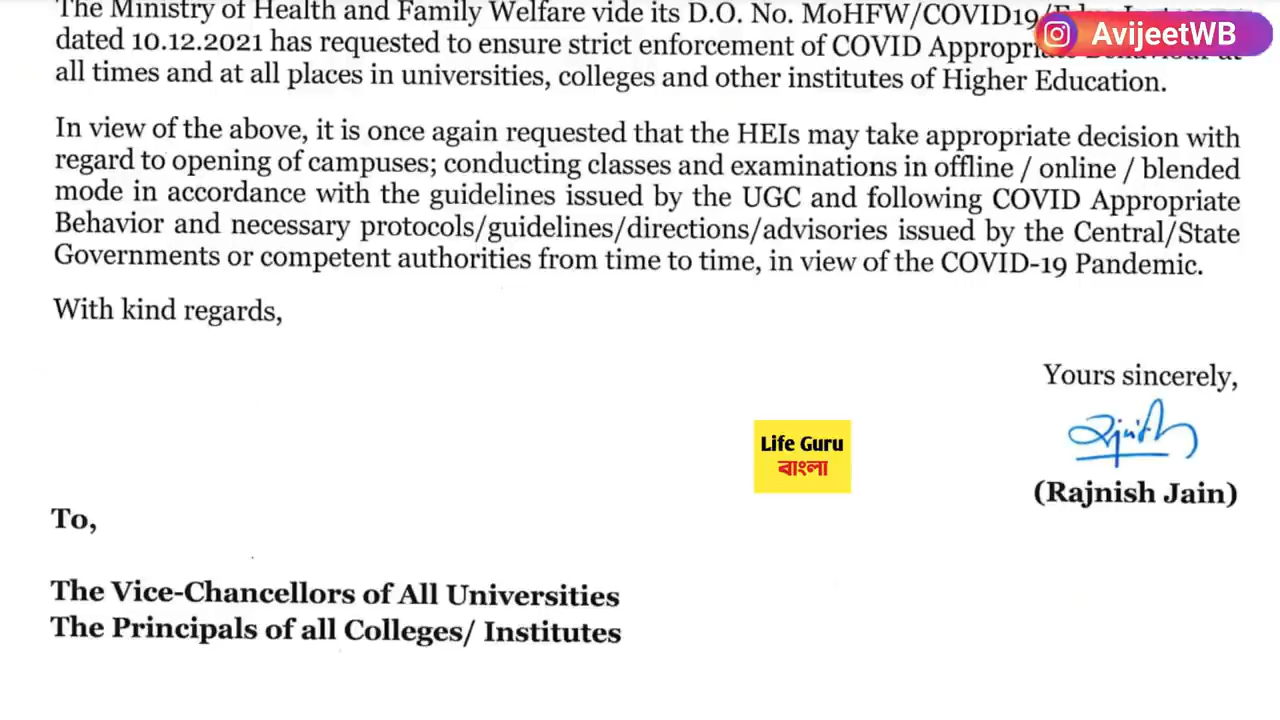 The Ministry of Health and Family Welfare vide its D.O. No. MoHFW/COVID19/
AvijeetWB
dated 10.12.2021 has requested to ensure strict enforcement of COVID Appropriate Behaviour at
all times and at all places in universities, colleges and other institutes of Higher Education.
In view of the above, it is once again requested that the HEIs may take appropriate decision with
regard to opening of campuses; conducting classes and examinations in offline / online / blended
mode in accordance with the guidelines issued by the UGC and following COVID Appropriate
Behavior and necessary protocols/guidelines/directions/advisories issued by the Central/State
Governments or competent authorities from time to time, in view of the COVID-19 Pandemic.
With kind regards,
Yours sincerely,
Life Guru
বাংলা
(Rajnish Jain)
To,
The Vice-Chancellors of All Universities
The Principals of all Colleges/ Institutes